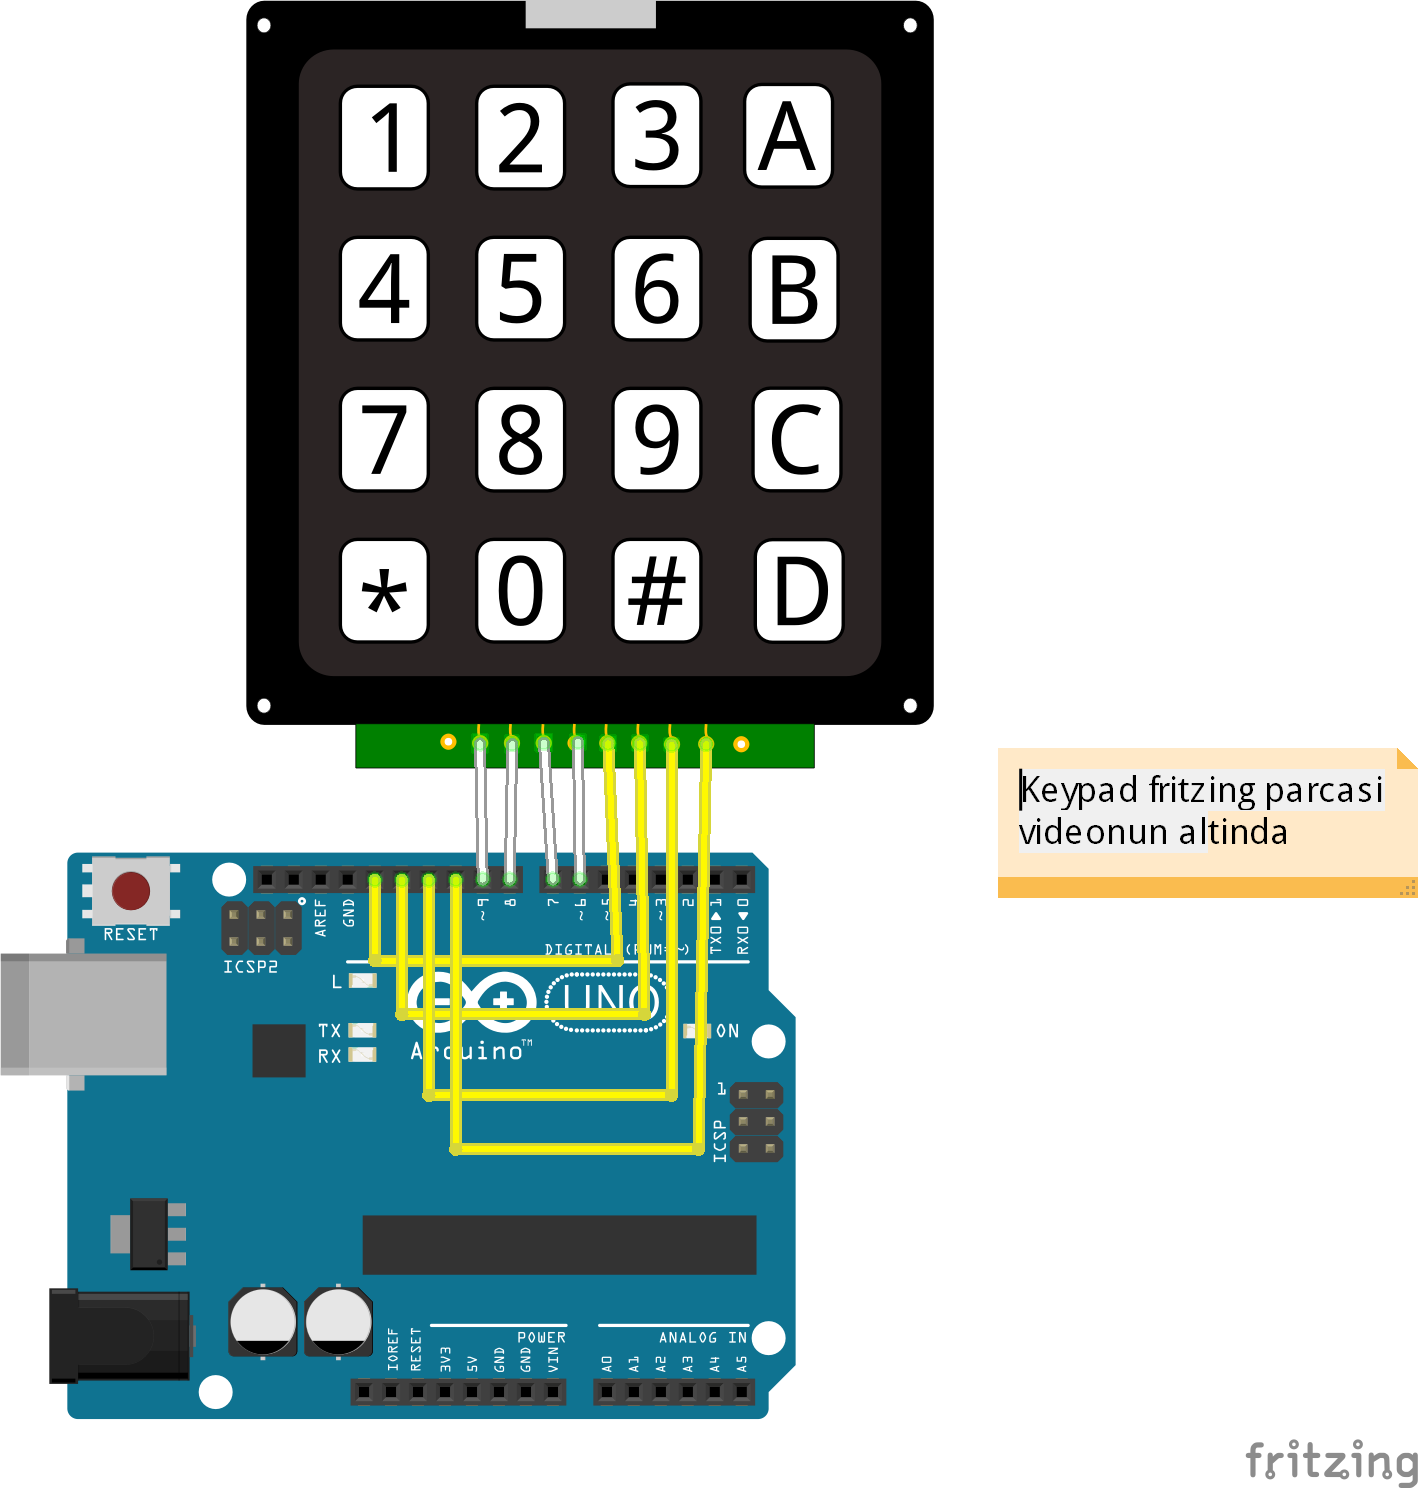 1 2 3 A
4 5 6 B
7 8 9 C
* 0 # D
Keypad fritzing parcasi
videonun altinda
RESET
ICSP2
AREF
GND
~9
8
7
~6
~5
4
~3
2
TX0▶1
RX0◀0
DIGITAL (PWM=~)
L
TX
RX
UNO
Arduino™
ON
1
ICSP
IOREF
RESET
3V3
5V
GND
GND
VIN
POWER
ANALOG IN
A0
A1
A2
A3
A4
A5
fritzing